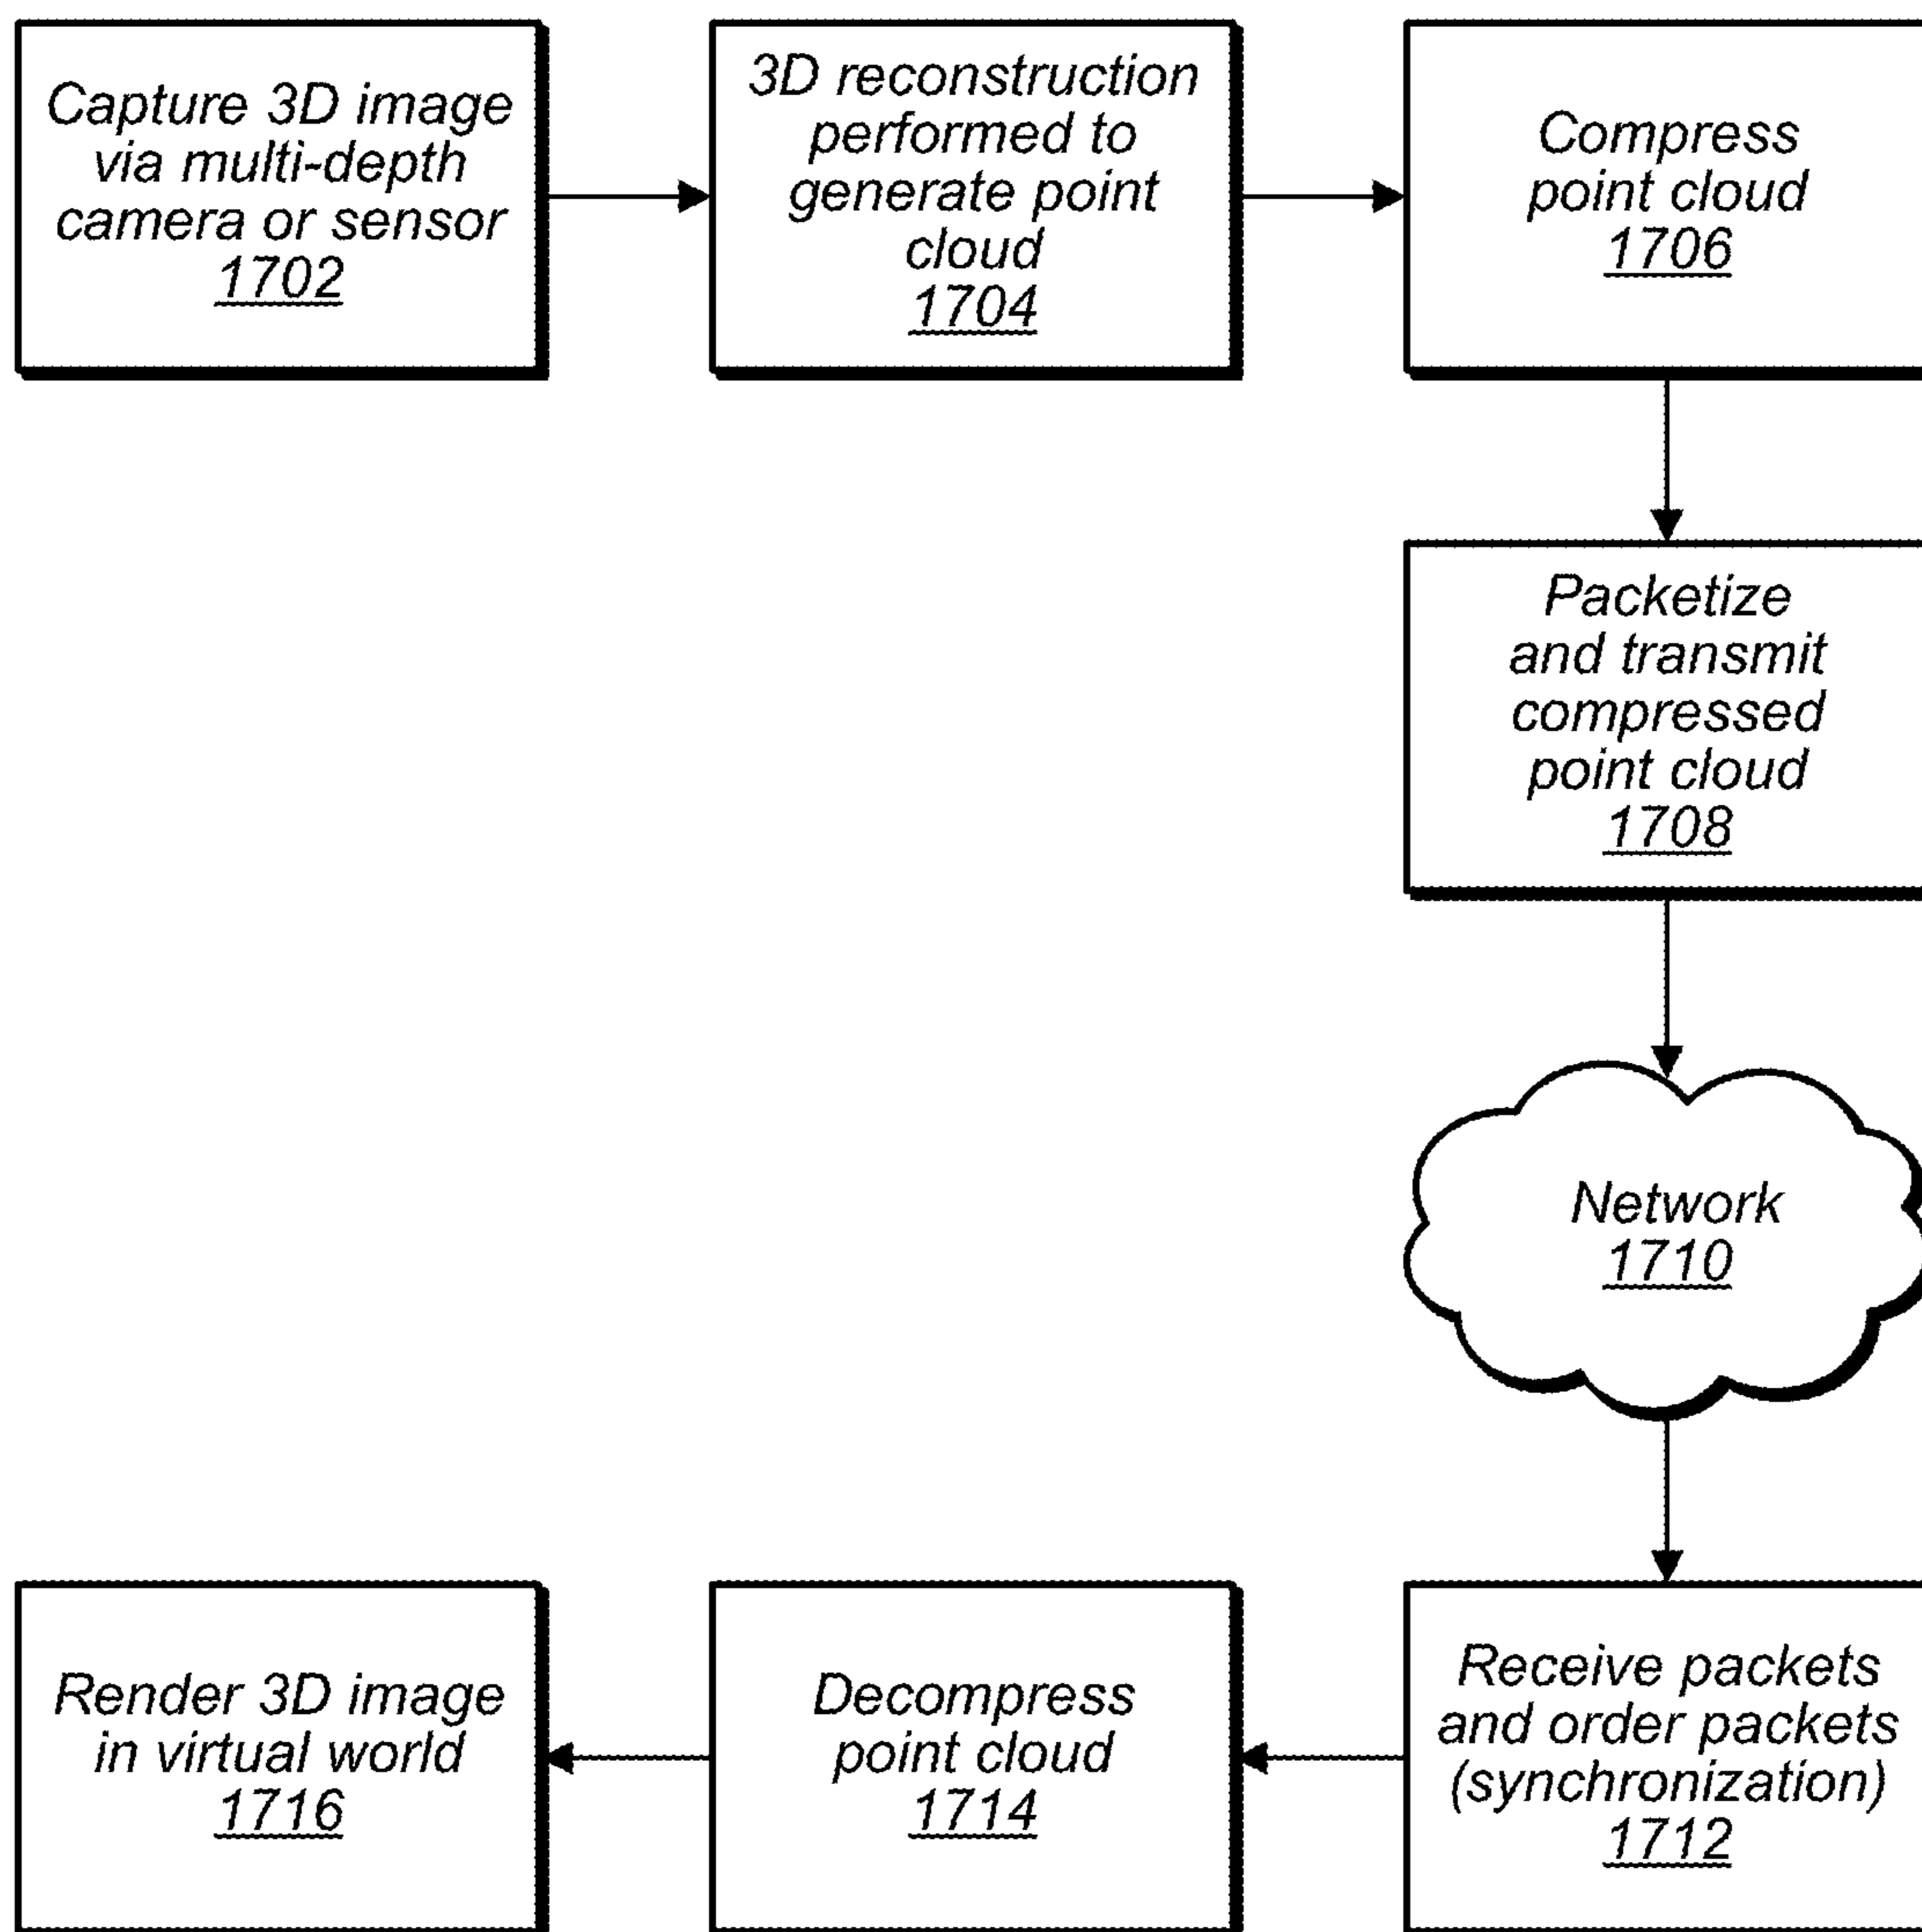 Capture 3D image
via multi-depth
camera or sensor
1702
3D reconstruction
performed to
generate point
cloud
1704
Compress
point cloud
1706
Packetize
and transmit
compressed
point cloud
1708
Network
1710
Receive packets
and order packets
(synchronization)
1712
Decompress
point cloud
1714
Render 3D image
in virtual world
1716